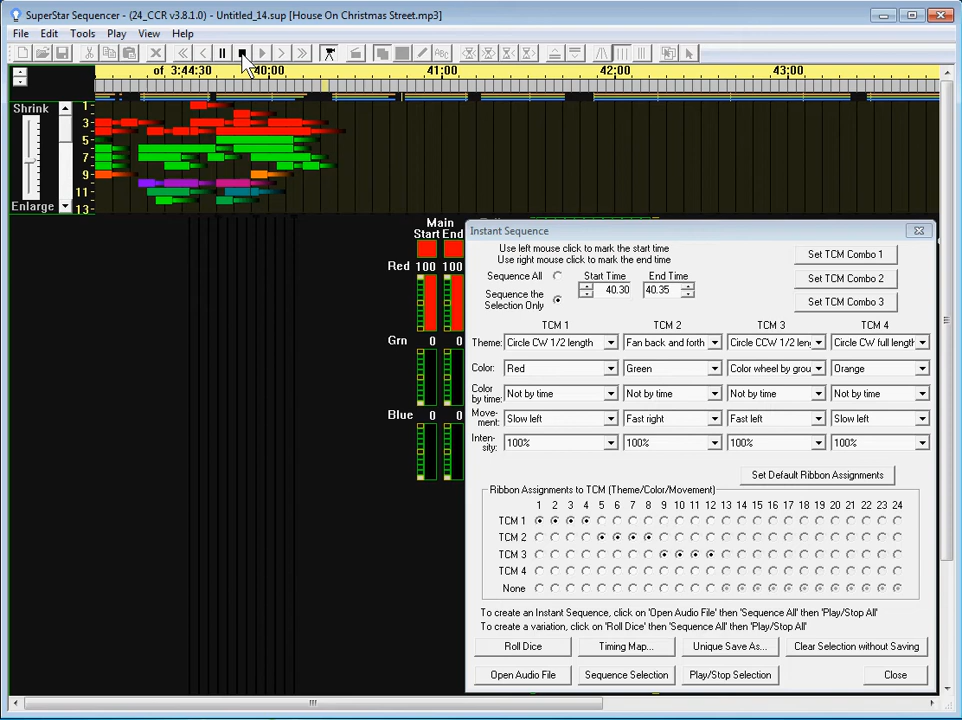 SuperStar Sequencer - (24_CCR v3.8.1.0) - Untitled_14.sup [House On Christmas Street.mp3]
File Edit Tools Play View Help
ABC
of 3:44:30 40:00 41:00 42:00 43:00
Shrink
Enlarge
1
3
5
7
9
11
13
Main
Start End
Red 100 100
Grn 0 0
Blue 0 0
Instant Sequence
Use left mouse click to mark the start time
Use right mouse click to mark the end time
Sequence All
Sequence the Selection Only
Start Time End Time
40.30 40.35
Set TCM Combo 1
Set TCM Combo 2
Set TCM Combo 3
TCM 1 TCM 2 TCM 3 TCM 4
Theme: Circle CW 1/2 length Fan back and forth Circle CCW 1/2 len Circle CW full length
Color: Red Green Color wheel by grou Orange
Color by time: Not by time Not by time Not by time Not by time
Move-ment: Slow left Fast right Fast left Slow left
Inten-sity: 100% 100% 100% 100%
Set Default Ribbon Assignments
Ribbon Assignments to TCM (Theme/Color/Movement)
1 2 3 4 5 6 7 8 9 10 11 12 13 14 15 16 17 18 19 20 21 22 23 24
TCM 1
TCM 2
TCM 3
TCM 4
None
To create an Instant Sequence, click on 'Open Audio File' then 'Sequence All' then 'Play/Stop All'
To create a variation, click on 'Roll Dice' then 'Sequence All' then 'Play/Stop All'
Roll Dice Timing Map... Unique Save As... Clear Selection without Saving
Open Audio File Sequence Selection Play/Stop Selection Close